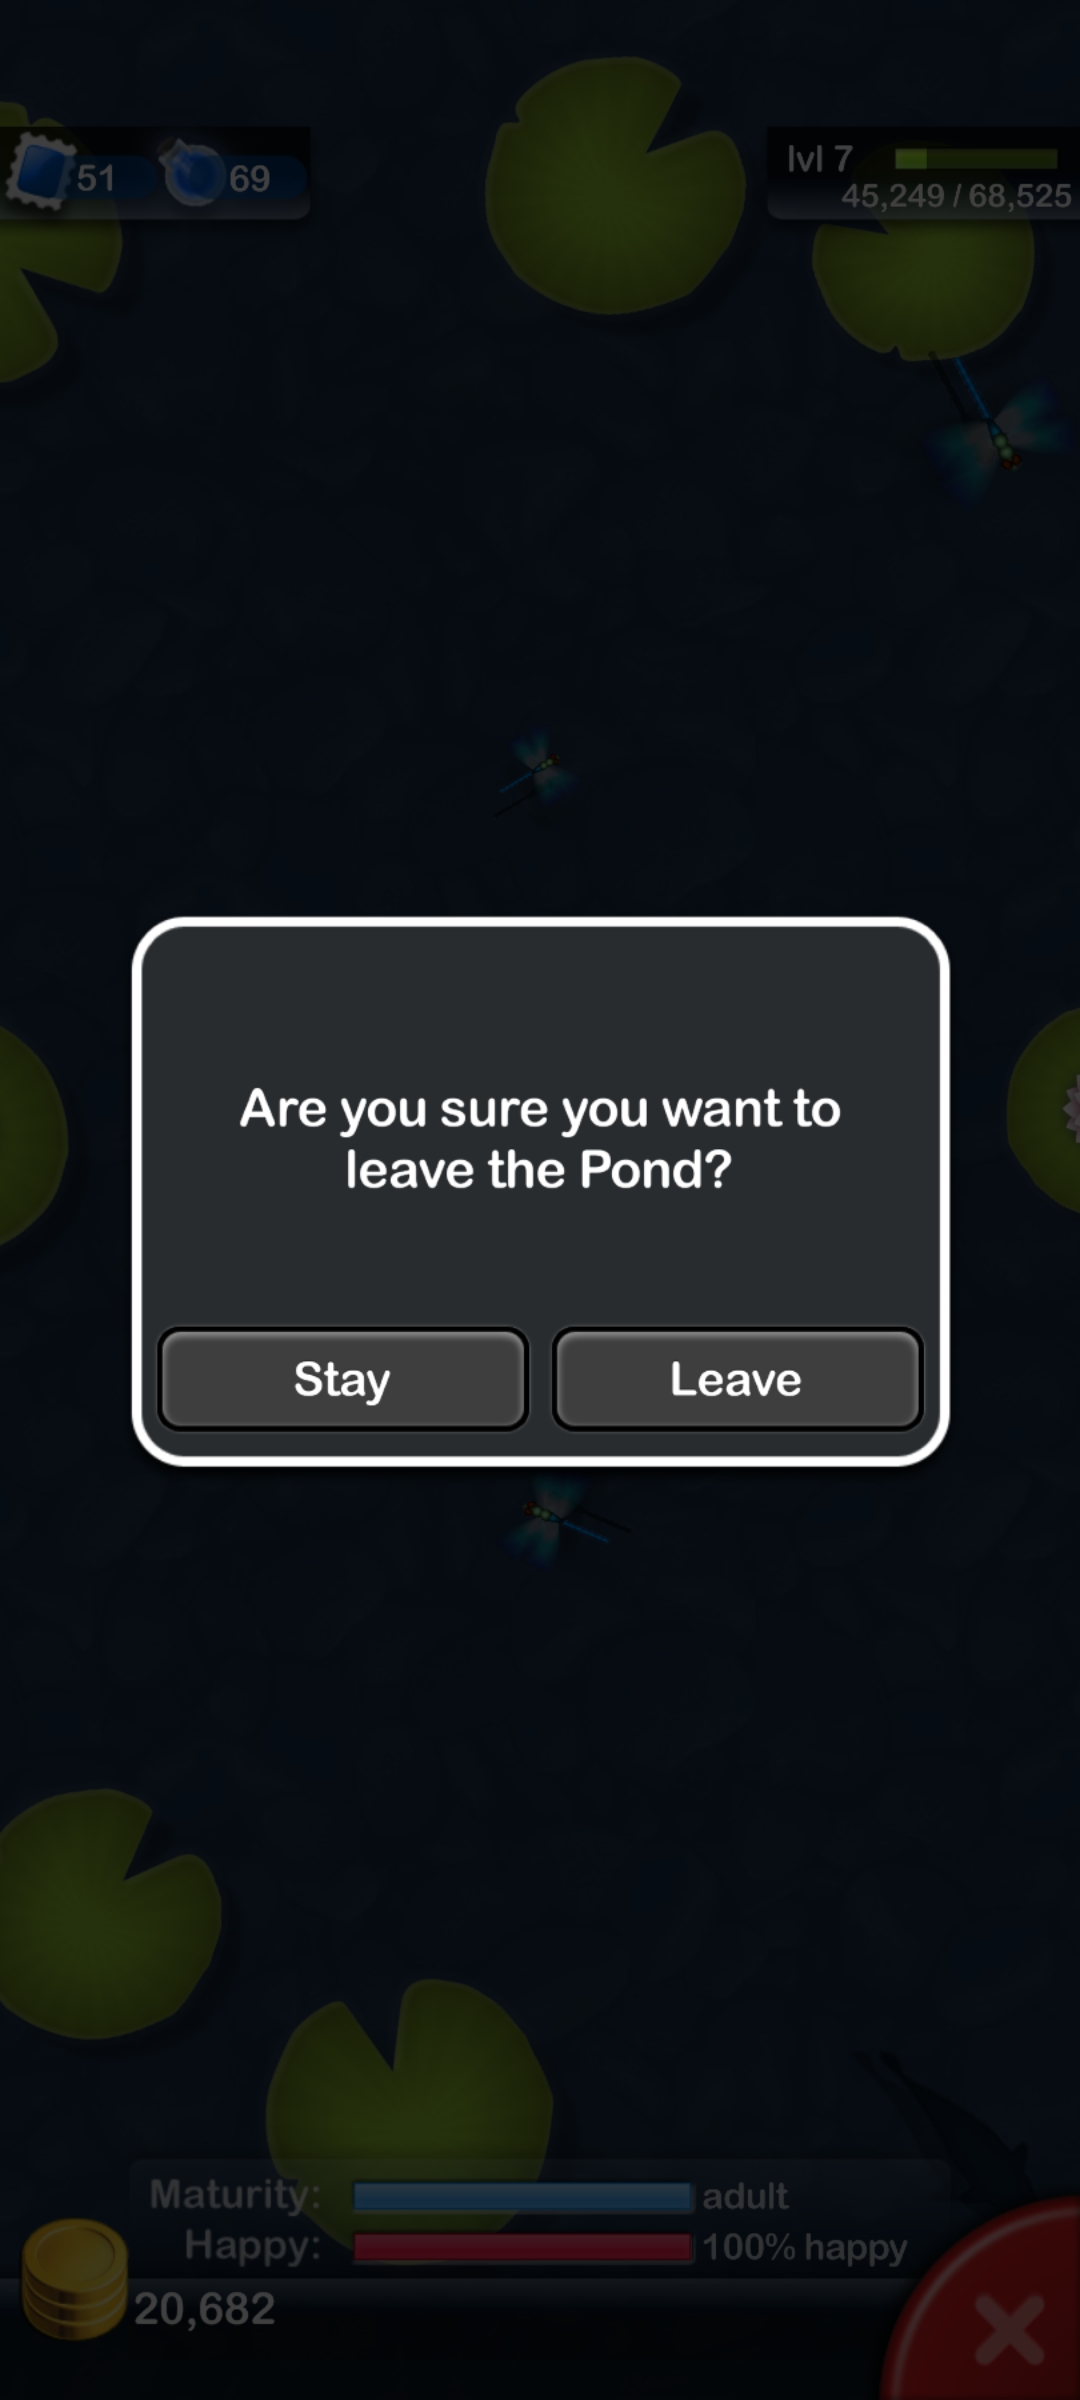 51 69
lvl 7
45,249 / 68,525
Are you sure you want to
leave the Pond?
Stay Leave
Maturity: adult
Happy: 100% happy
20,682